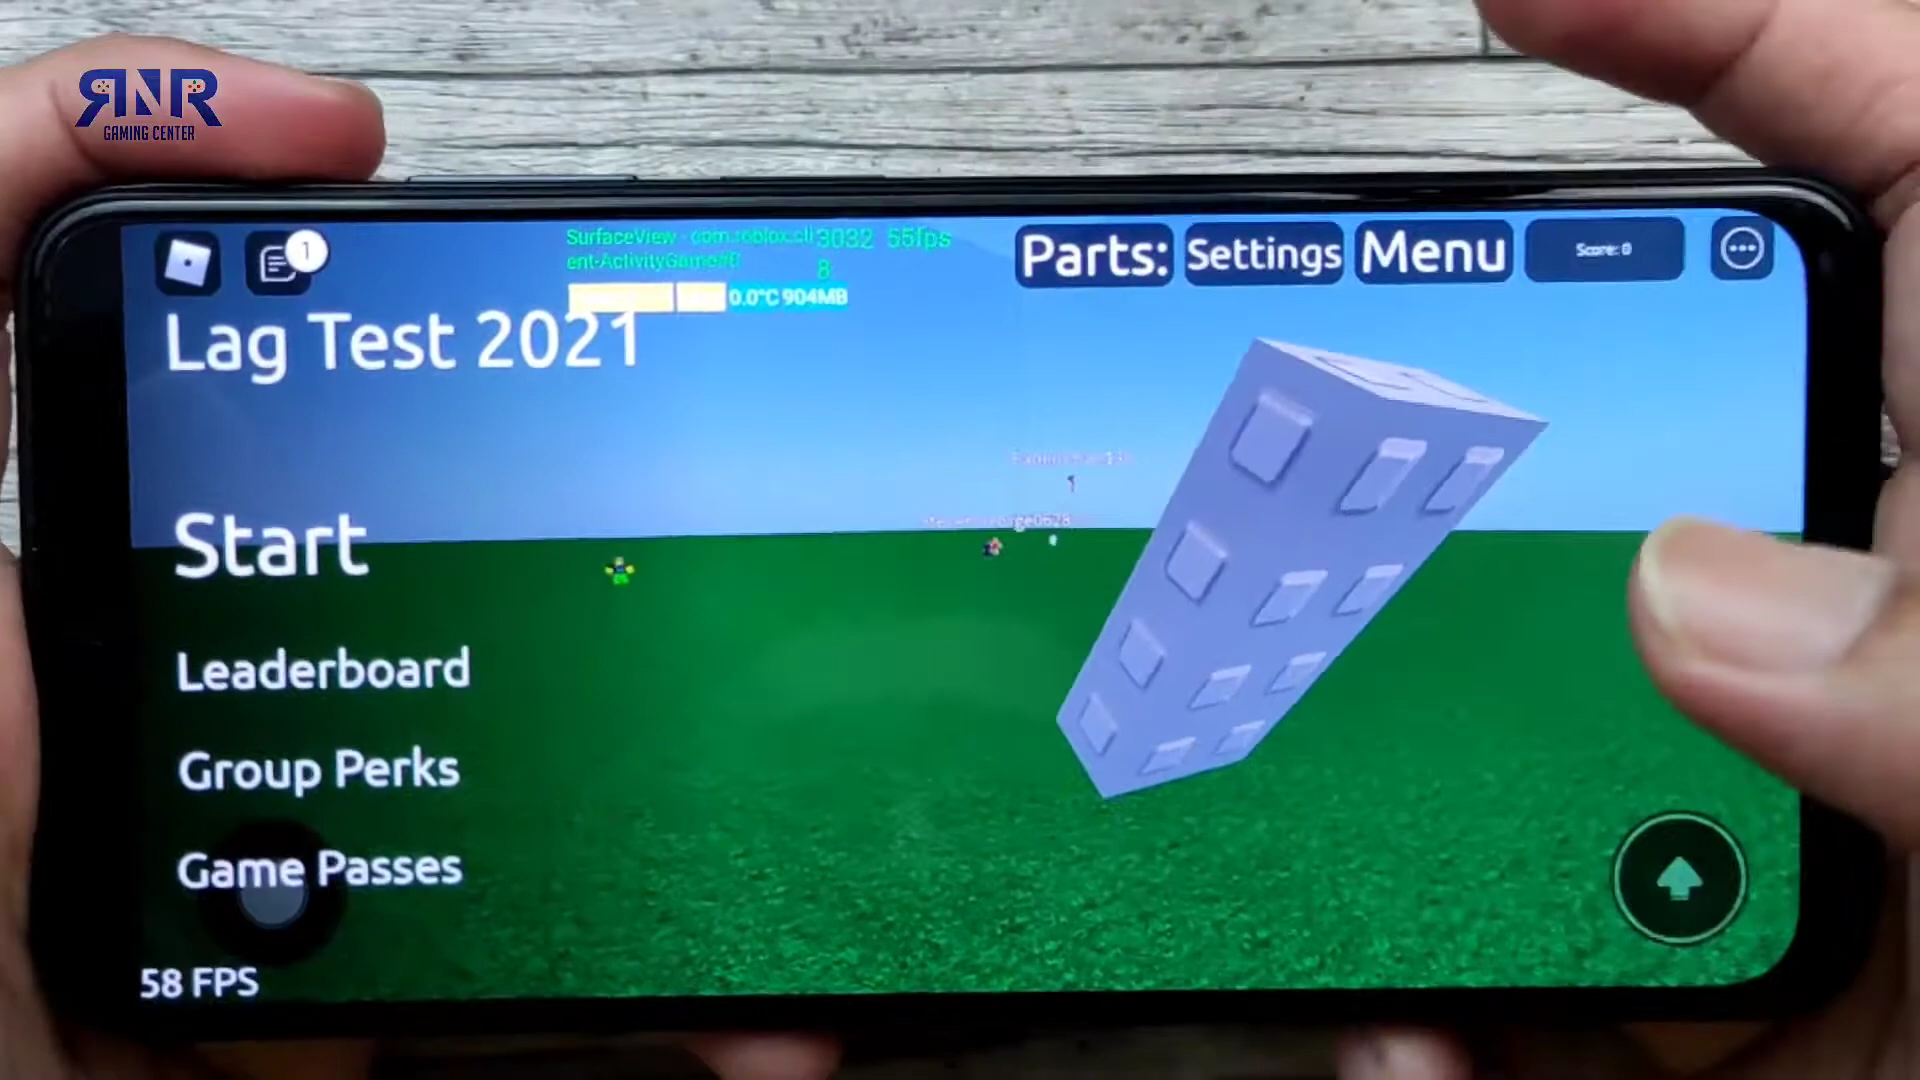 RNR
GAMING CENTER
1
SurfaceView - com.roblox.cli
ent-ActivityGame#0
3032 55fps
8
0.0°C 904MB
Parts:
Settings
Menu
Score: 0
Lag Test 2021
Start
Leaderboard
Group Perks
Game Passes
58 FPS